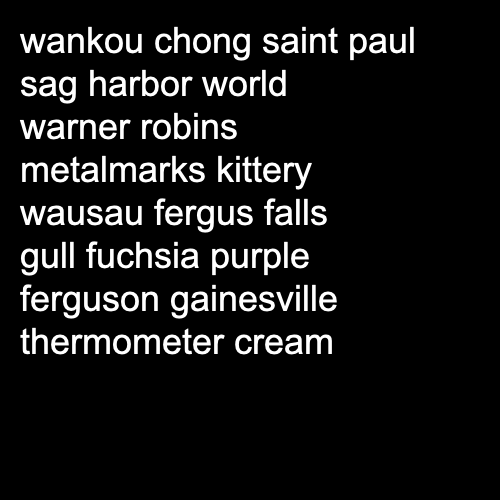 wankou chong saint paul
sag harbor world
warner robins
metalmarks kittery
wausau fergus falls
gull fuchsia purple
ferguson gainesville
thermometer cream